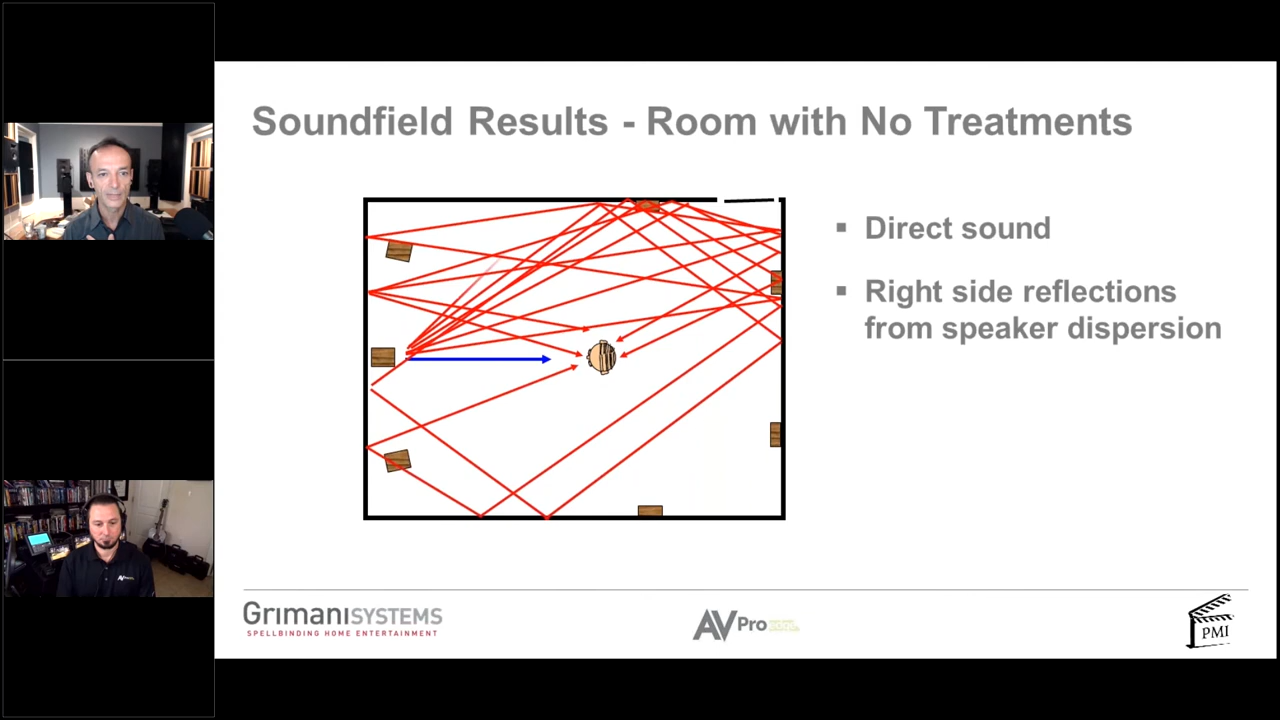 Soundfield Results - Room with No Treatments
▪ Direct sound
▪ Right side reflections
from speaker dispersion
GRIMANISYSTEMS
SPELLBINDING HOME ENTERTAINMENT
AVPro
PMI